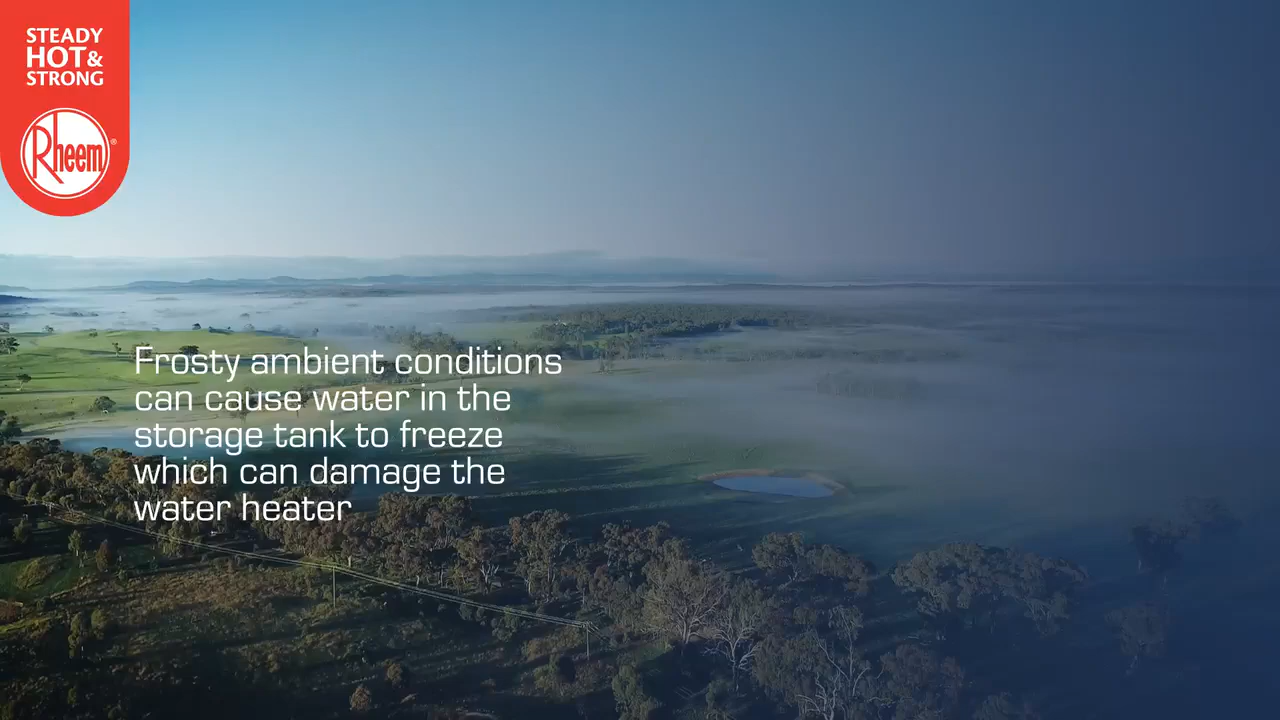 STEADY
HOT&
STRONG
Rheem®
Frosty ambient conditions
can cause water in the
storage tank to freeze
which can damage the
water heater